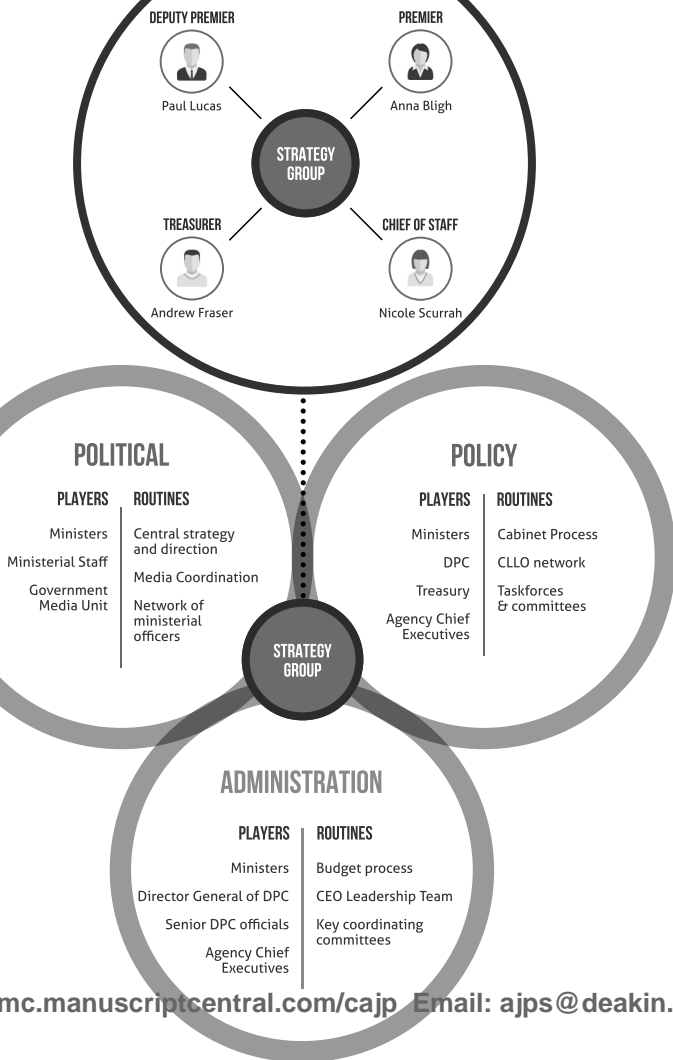 DEPUTY PREMIER
PREMIER
Paul Lucas
Anna Bligh
STRATEGY
GROUP
TREASURER
CHIEF OF STAFF
Andrew Fraser
Nicole Scurrah
POLITICAL
PLAYERS
ROUTINES
Ministers
Ministerial Staff
Government
Media Unit
Central strategy
and direction
Media Coordination
Network of
ministerial
officers
POLICY
PLAYERS
ROUTINES
Ministers
DPC
Treasury
Agency Chief
Executives
Cabinet Process
CLLO network
Taskforces
& committees
STRATEGY
GROUP
ADMINISTRATION
PLAYERS
ROUTINES
Ministers
Director General of DPC
Senior DPC officials
Agency Chief
Executives
Budget process
CEO Leadership Team
Key coordinating
committees
mc.manuscriptcentral.com/cajp Email: ajps@deakin.